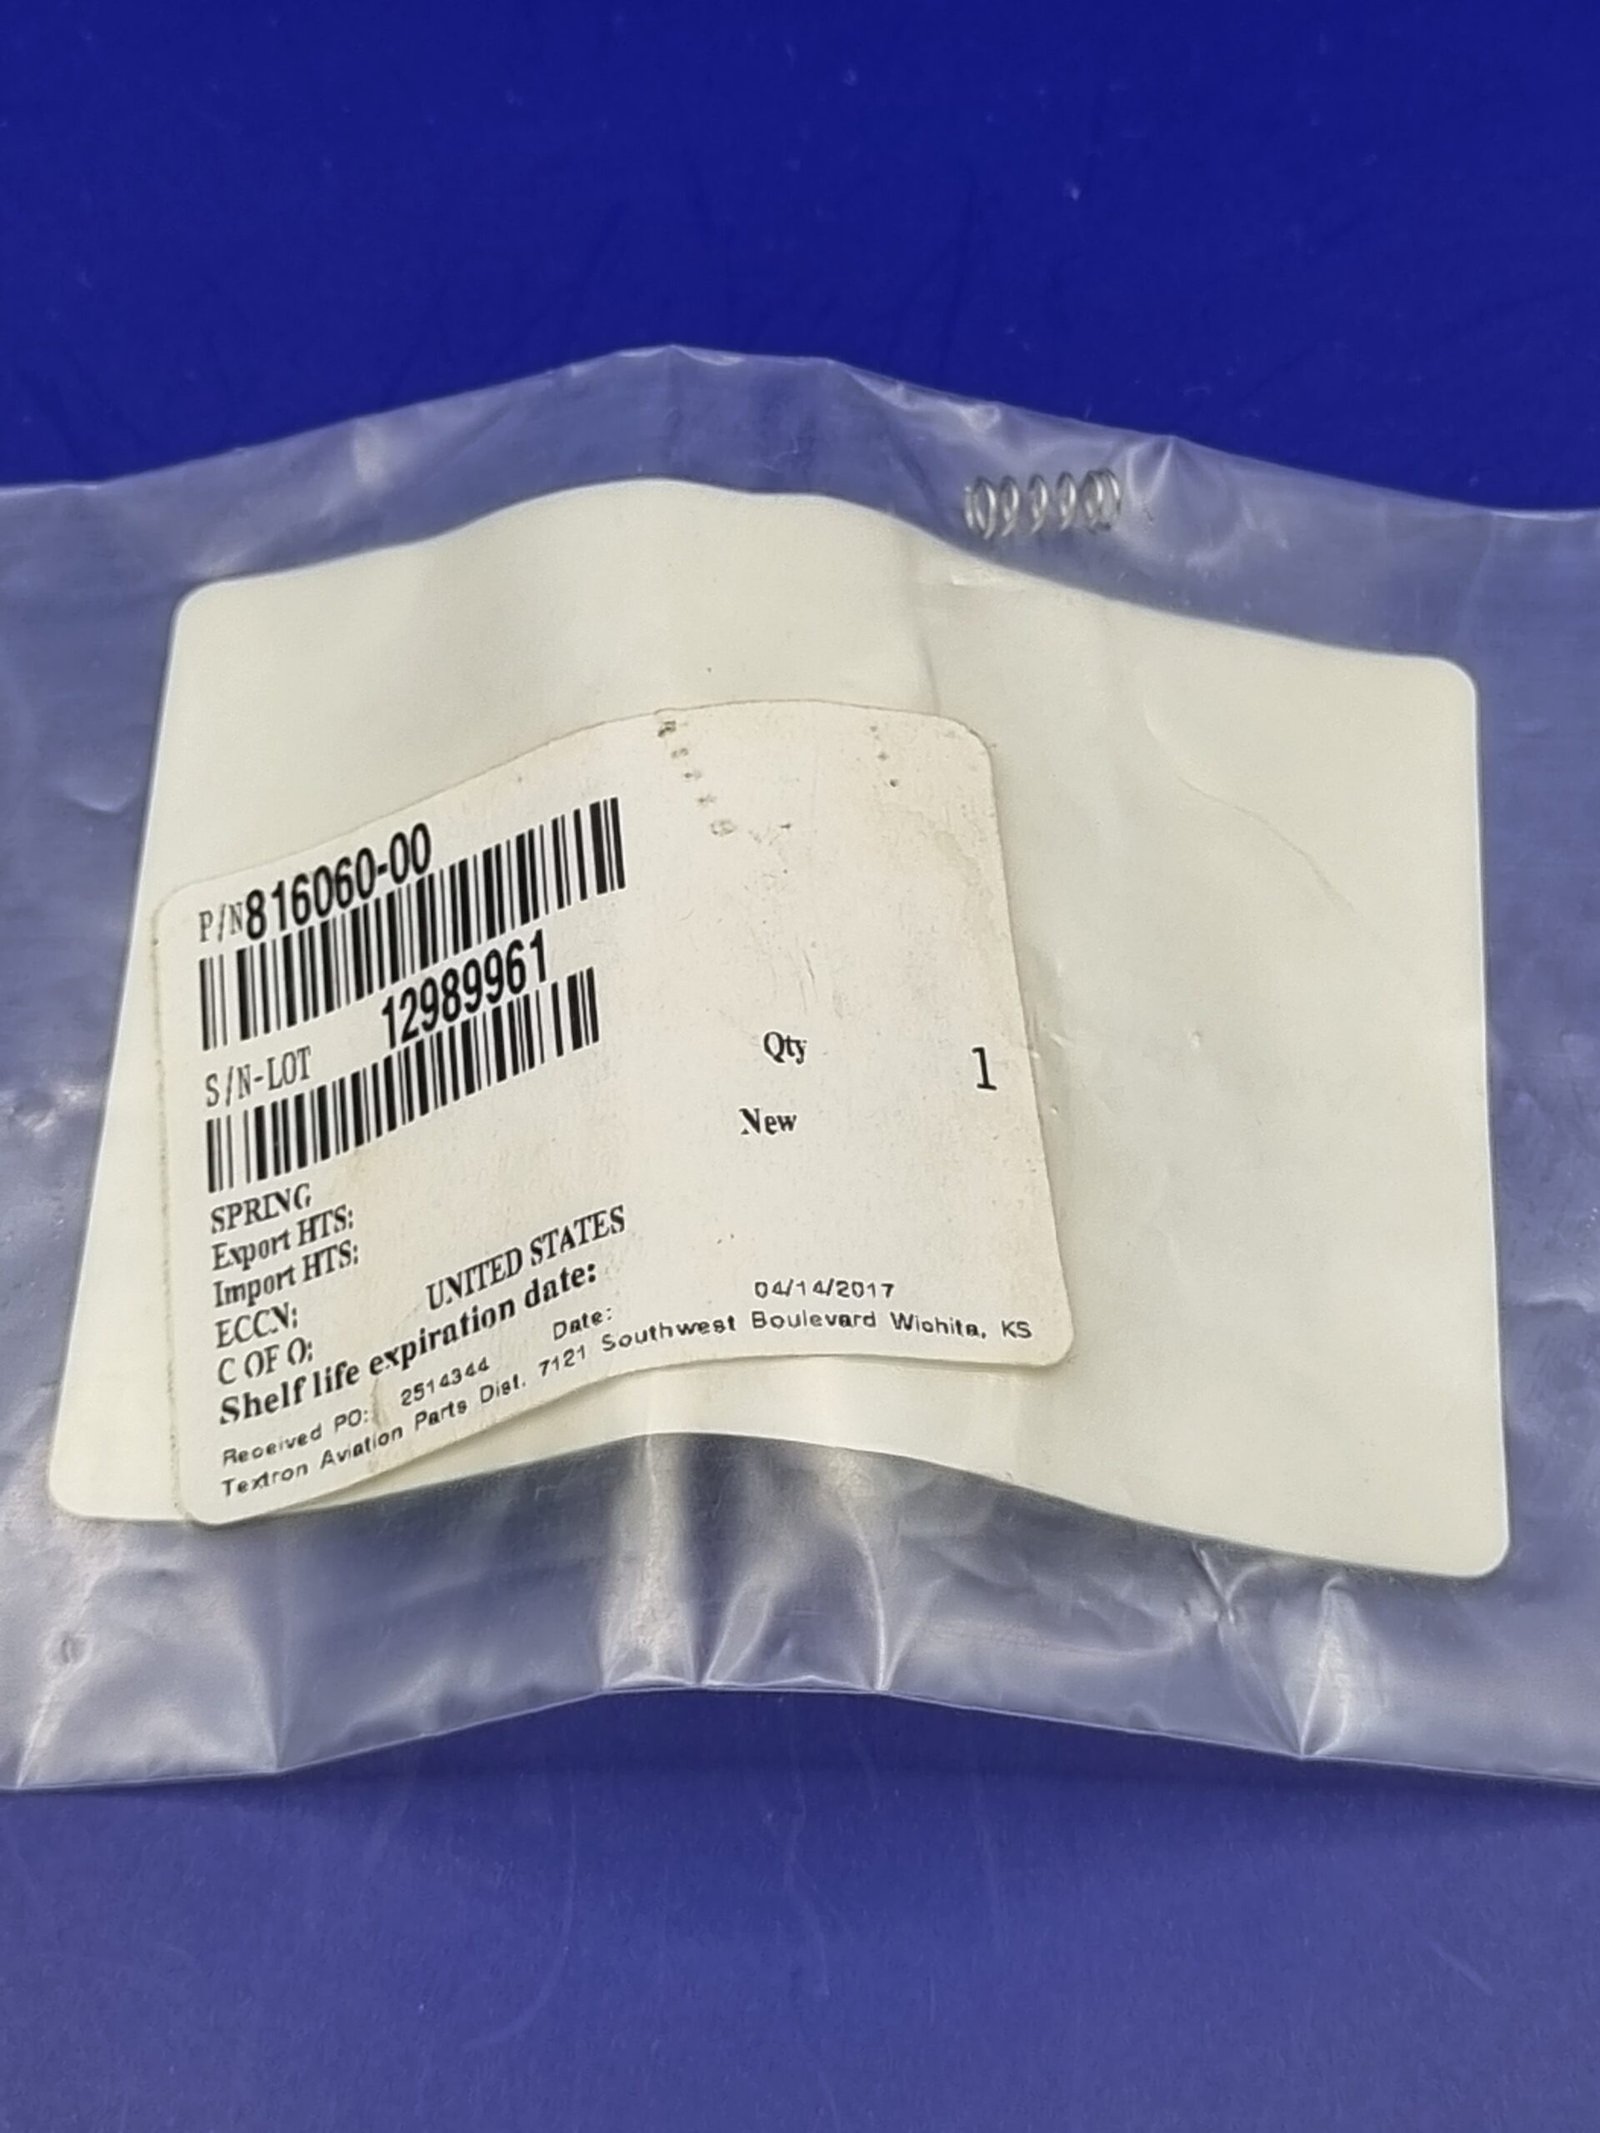 P/N 816060-00
12989961
S/N-LOT
Qty 1
New
SPRING
Export HTS:
Import HTS:
ECCN:
C OF O: UNITED STATES
Shelf life expiration date:
Received PO: 2514344 Date: 04/14/2017
Textron Aviation Parts Dist. 7121 Southwest Boulevard Wichita, KS